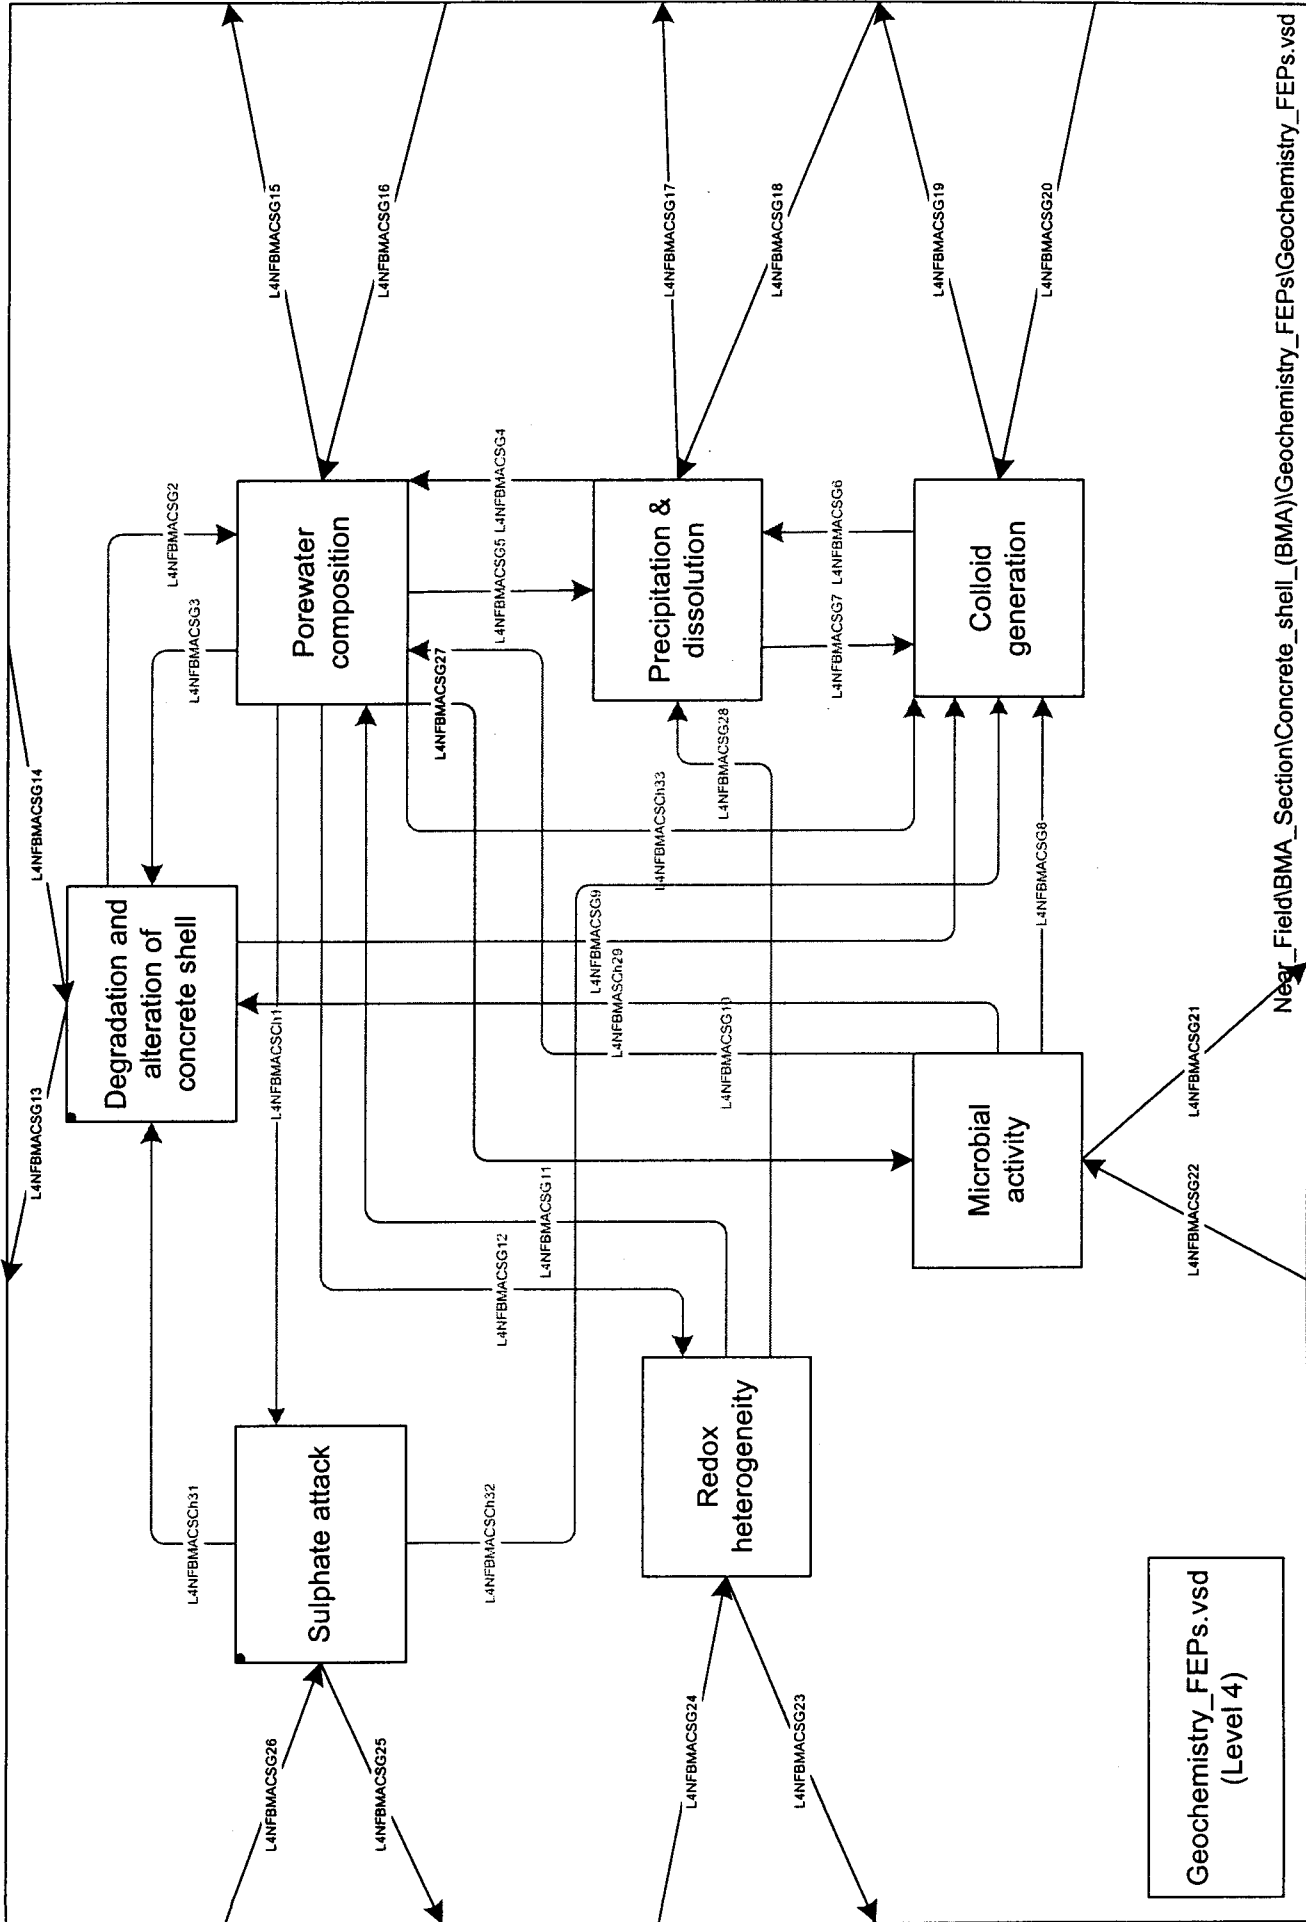 L4NFBMACSG26
L4NFBMACSG25
L4NFBMACSG24
L4NFBMACSG23
Geochemistry_FEPs.vsd
(Level 4)
Sulphate attack
L4NFBMACSCh31
L4NFBMACSCh32
Redox
heterogeneity
L4NFBMACSG13
L4NFBMACSG14
Degradation and
alteration of
concrete shell
L4NFBMACSCh1
L4NFBMACSG12
L4NFBMACSG11
L4NFBMACSG10
L4NFBMASCh29
L4NFBMACSG9
L4NFBMACSCh33
L4NFBMACSG28
Microbial
activity
L4NFBMACSG22
L4NFBMACSG21
L4NFBMACSG8
L4NFBMACSG2
L4NFBMACSG3
Porewater
composition
L4NFBMACSG27
L4NFBMACSG5
L4NFBMACSG4
Precipitation &
dissolution
L4NFBMACSG7
L4NFBMACSG6
Colloid
generation
L4NFBMACSG15
L4NFBMACSG16
L4NFBMACSG17
L4NFBMACSG18
L4NFBMACSG19
L4NFBMACSG20
Near_Field\BMA_Section\Concrete_shell_(BMA)\Geochemistry_FEPs\Geochemistry_FEPs.vsd